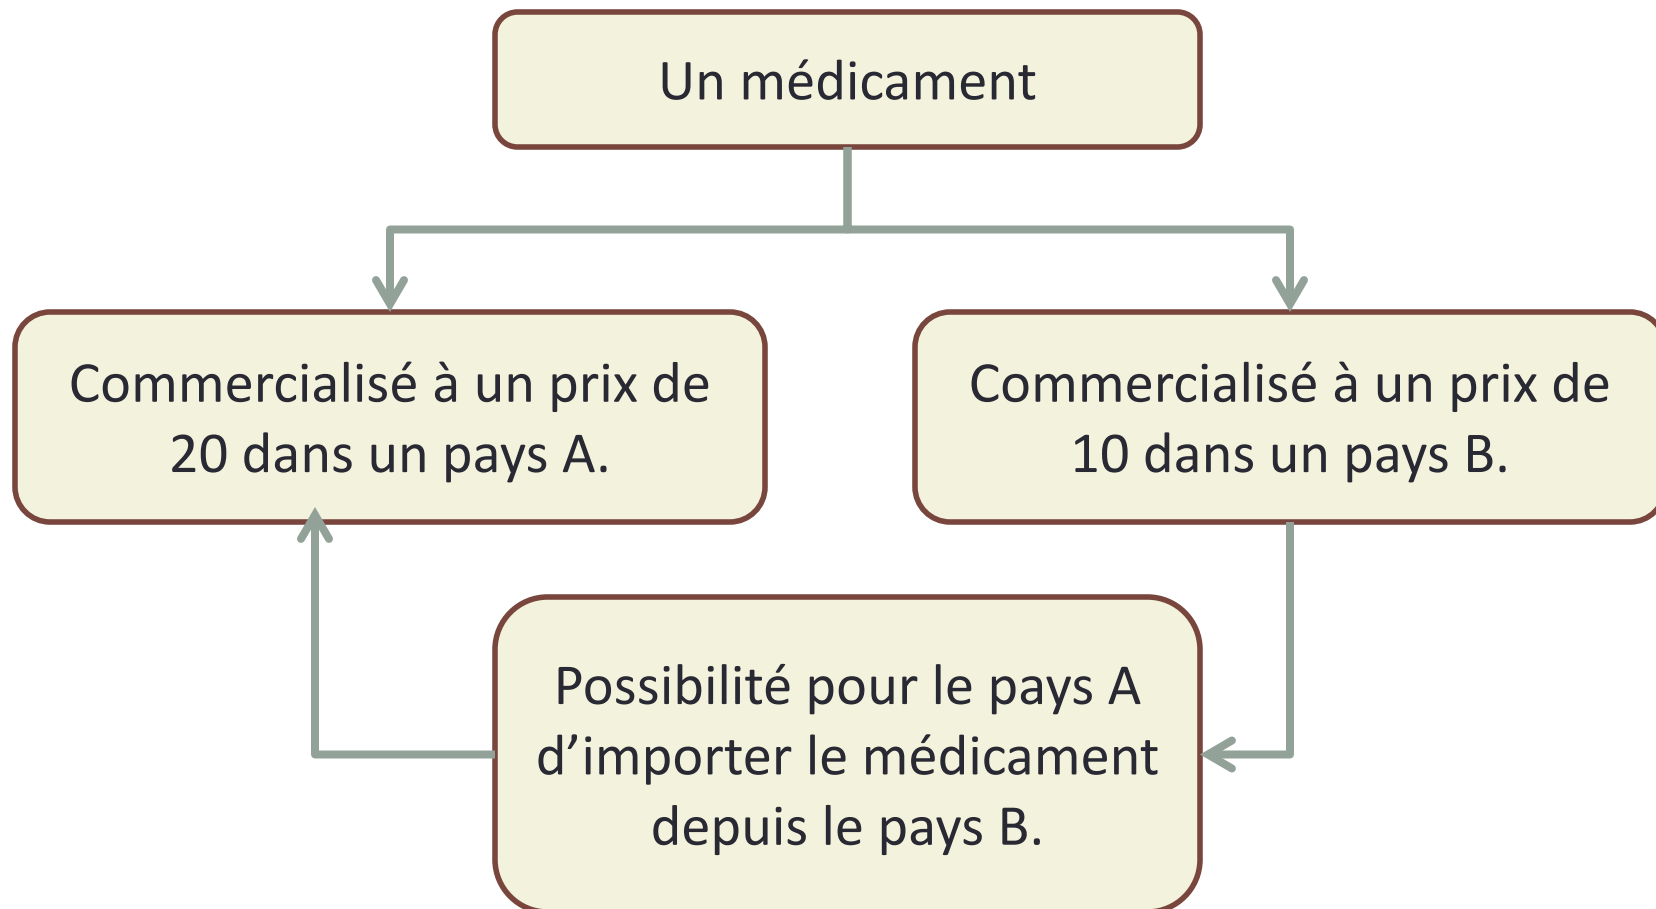 Un médicament
Commercialisé à un prix de
20 dans un pays A.
Commercialisé à un prix de
10 dans un pays B.
Possibilité pour le pays A
d’importer le médicament
depuis le pays B.